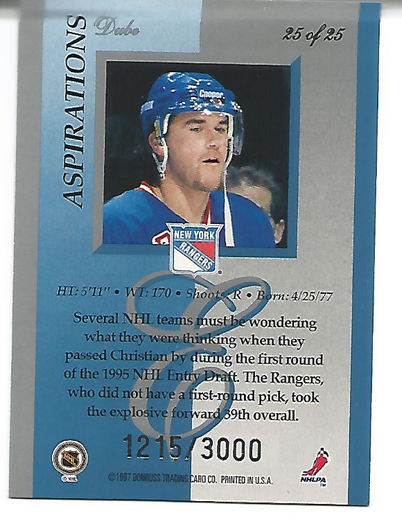 ASPIRATIONS
Dube
25 of 25
Cooper
NEW YORK
RANGERS
HT: 5'11" • WT: 170 • Shoots: R • Born: 4/25/77
Several NHL teams must be wondering
what they were thinking when they
passed Christian by during the first round
of the 1995 NHL Entry Draft. The Rangers,
who did not have a first-round pick, took
the explosive forward 39th overall.
1215/3000
©1997 DONRUSS TRADING CARD CO. PRINTED IN U.S.A.
© NHL
NHLPA
TM